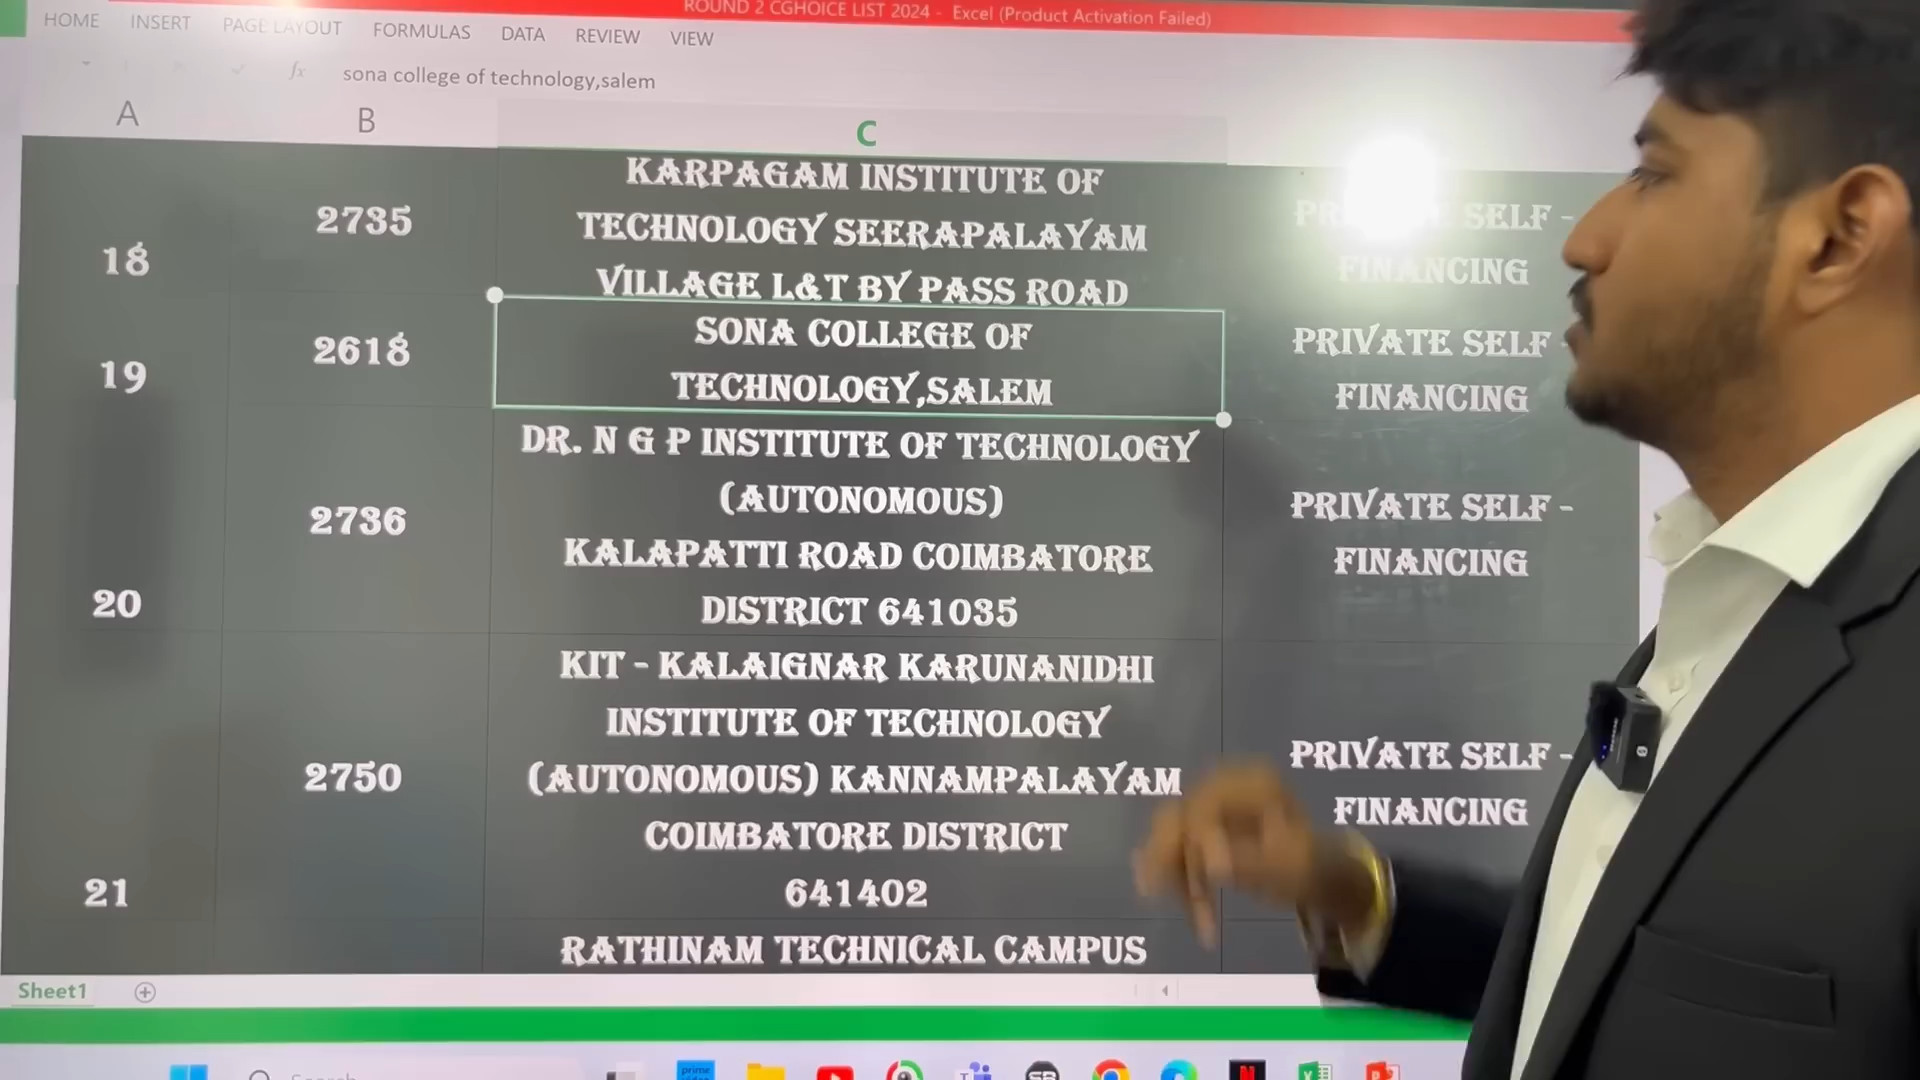 ROUND 2 CGHOICE LIST 2024 - Excel (Product Activation Failed)
HOME INSERT PAGE LAYOUT FORMULAS DATA REVIEW VIEW
fx sona college of technology,salem
A B C
18 2735 KARPAGAM INSTITUTE OF
TECHNOLOGY SEERAPALAYAM
VILLAGE L&T BY PASS ROAD
SELF -
FINANCING
19 2618 SONA COLLEGE OF
TECHNOLOGY,SALEM
PRIVATE SELF
FINANCING
20 2736 DR. N G P INSTITUTE OF TECHNOLOGY
(AUTONOMOUS)
KALAPATTI ROAD COIMBATORE
DISTRICT 641035
PRIVATE SELF -
FINANCING
21 2750 KIT - KALAIGNAR KARUNANIDHI
INSTITUTE OF TECHNOLOGY
(AUTONOMOUS) KANNAMPALAYAM
COIMBATORE DISTRICT
641402
PRIVATE SELF -
FINANCING
RATHINAM TECHNICAL CAMPUS
Sheet1
Search
prime